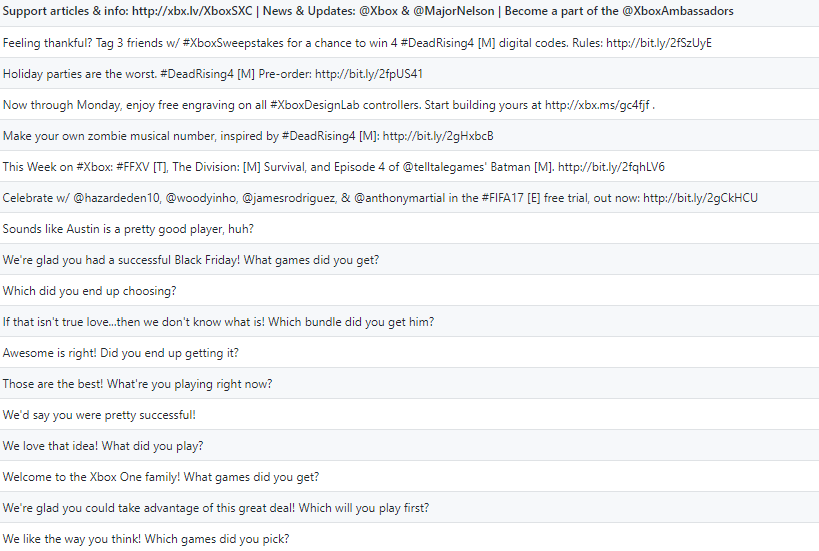 Support articles & info: http://xbx.lv/XboxSXC | News & Updates: @Xbox & @MajorNelson | Become a part of the @XboxAmbassadors
Feeling thankful? Tag 3 friends w/ #XboxSweepstakes for a chance to win 4 #DeadRising4 [M] digital codes. Rules: http://bit.ly/2fSzUyE
Holiday parties are the worst. #DeadRising4 [M] Pre-order: http://bit.ly/2fpUS41
Now through Monday, enjoy free engraving on all #XboxDesignLab controllers. Start building yours at http://xbx.ms/gc4fjf .
Make your own zombie musical number, inspired by #DeadRising4 [M]: http://bit.ly/2gHxbcB
This Week on #Xbox: #FFXV [T], The Division: [M] Survival, and Episode 4 of @telltalegames' Batman [M]. http://bit.ly/2fqhLV6
Celebrate w/ @hazardeden10, @woodyinho, @jamesrodriguez, & @anthonymartial in the #FIFA17 [E] free trial, out now: http://bit.ly/2gCkHCU
Sounds like Austin is a pretty good player, huh?
We're glad you had a successful Black Friday! What games did you get?
Which did you end up choosing?
If that isn't true love...then we don't know what is! Which bundle did you get him?
Awesome is right! Did you end up getting it?
Those are the best! What're you playing right now?
We'd say you were pretty successful!
We love that idea! What did you play?
Welcome to the Xbox One family! What games did you get?
We're glad you could take advantage of this great deal! Which will you play first?
We like the way you think! Which games did you pick?